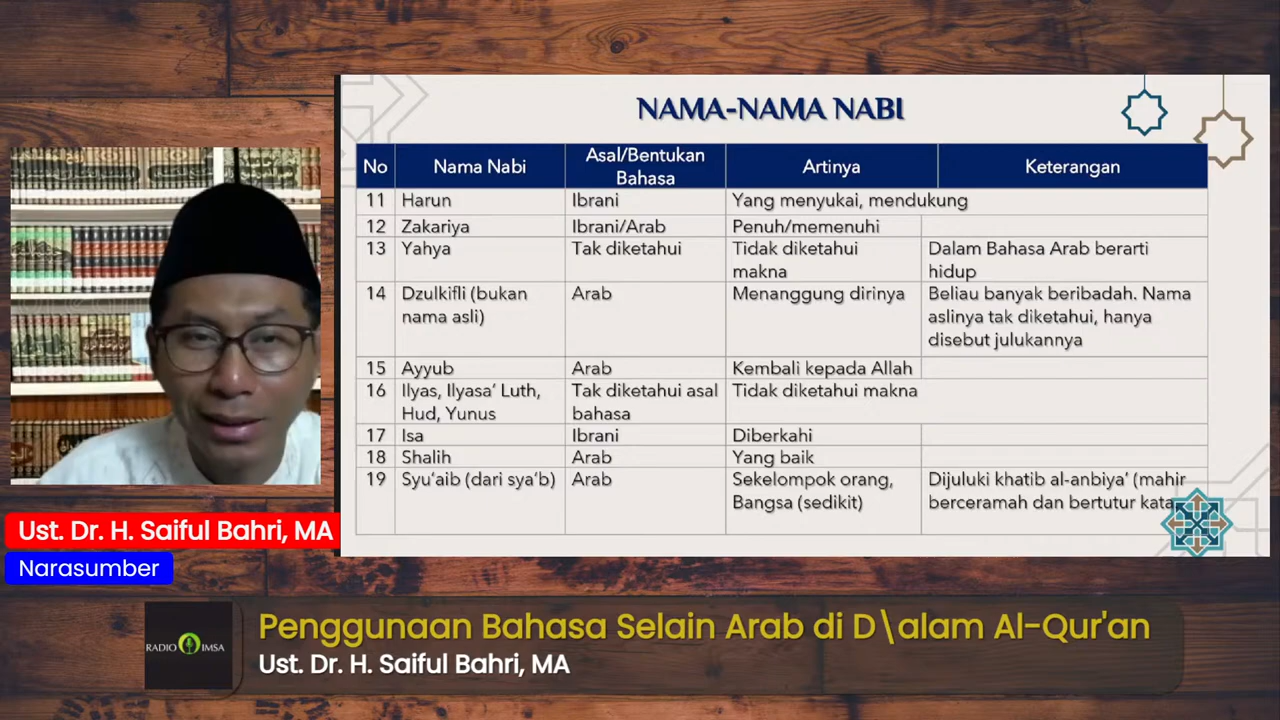 NAMA-NAMA NABI
No Nama Nabi Asal/Bentukan Bahasa Artinya Keterangan
11 Harun Ibrani Yang menyukai, mendukung
12 Zakariya Ibrani/Arab Penuh/memenuhi
13 Yahya Tak diketahui Tidak diketahui makna Dalam Bahasa Arab berarti hidup
14 Dzulkifli (bukan nama asli) Arab Menanggung dirinya Beliau banyak beribadah. Nama aslinya tak diketahui, hanya disebut julukannya
15 Ayyub Arab Kembali kepada Allah
16 Ilyas, Ilyasa' Luth, Hud, Yunus Tak diketahui asal bahasa Tidak diketahui makna
17 Isa Ibrani Diberkahi
18 Shalih Arab Yang baik
19 Syu'aib (dari sya'b) Arab Sekelompok orang, Bangsa (sedikit) Dijuluki khatib al-anbiya' (mahir berceramah dan bertutur kata
Ust. Dr. H. Saiful Bahri, MA
Narasumber
RADIO IMSA
Penggunaan Bahasa Selain Arab di D\alam Al-Qur'an
Ust. Dr. H. Saiful Bahri, MA